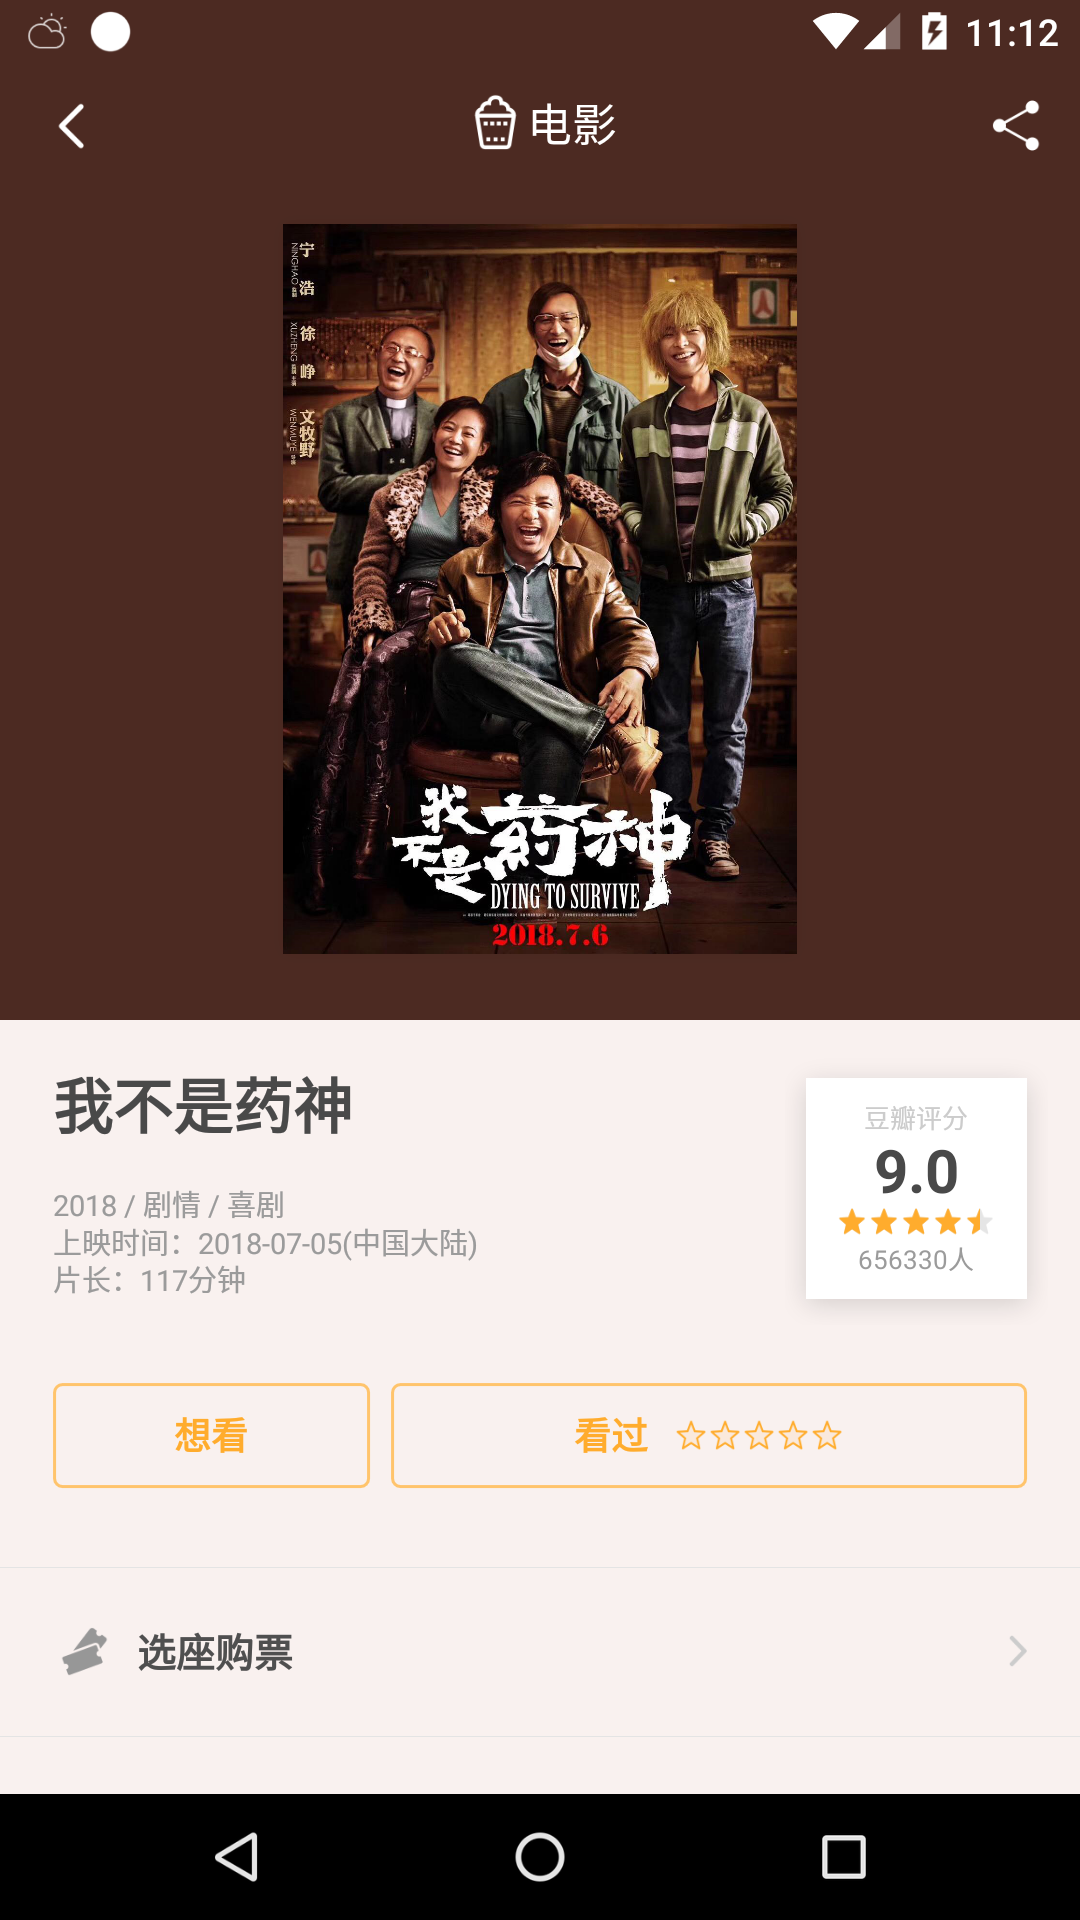 11:12
电影
宁浩
NINGHAO
徐峥
XUZHENG
文牧野
WENMUYE
我不是药神
DYING TO SURVIVE
2018.7.6
我不是药神
2018 / 剧情 / 喜剧
上映时间：2018-07-05(中国大陆)
片长：117分钟
豆瓣评分
9.0
656330人
想看
看过
选座购票